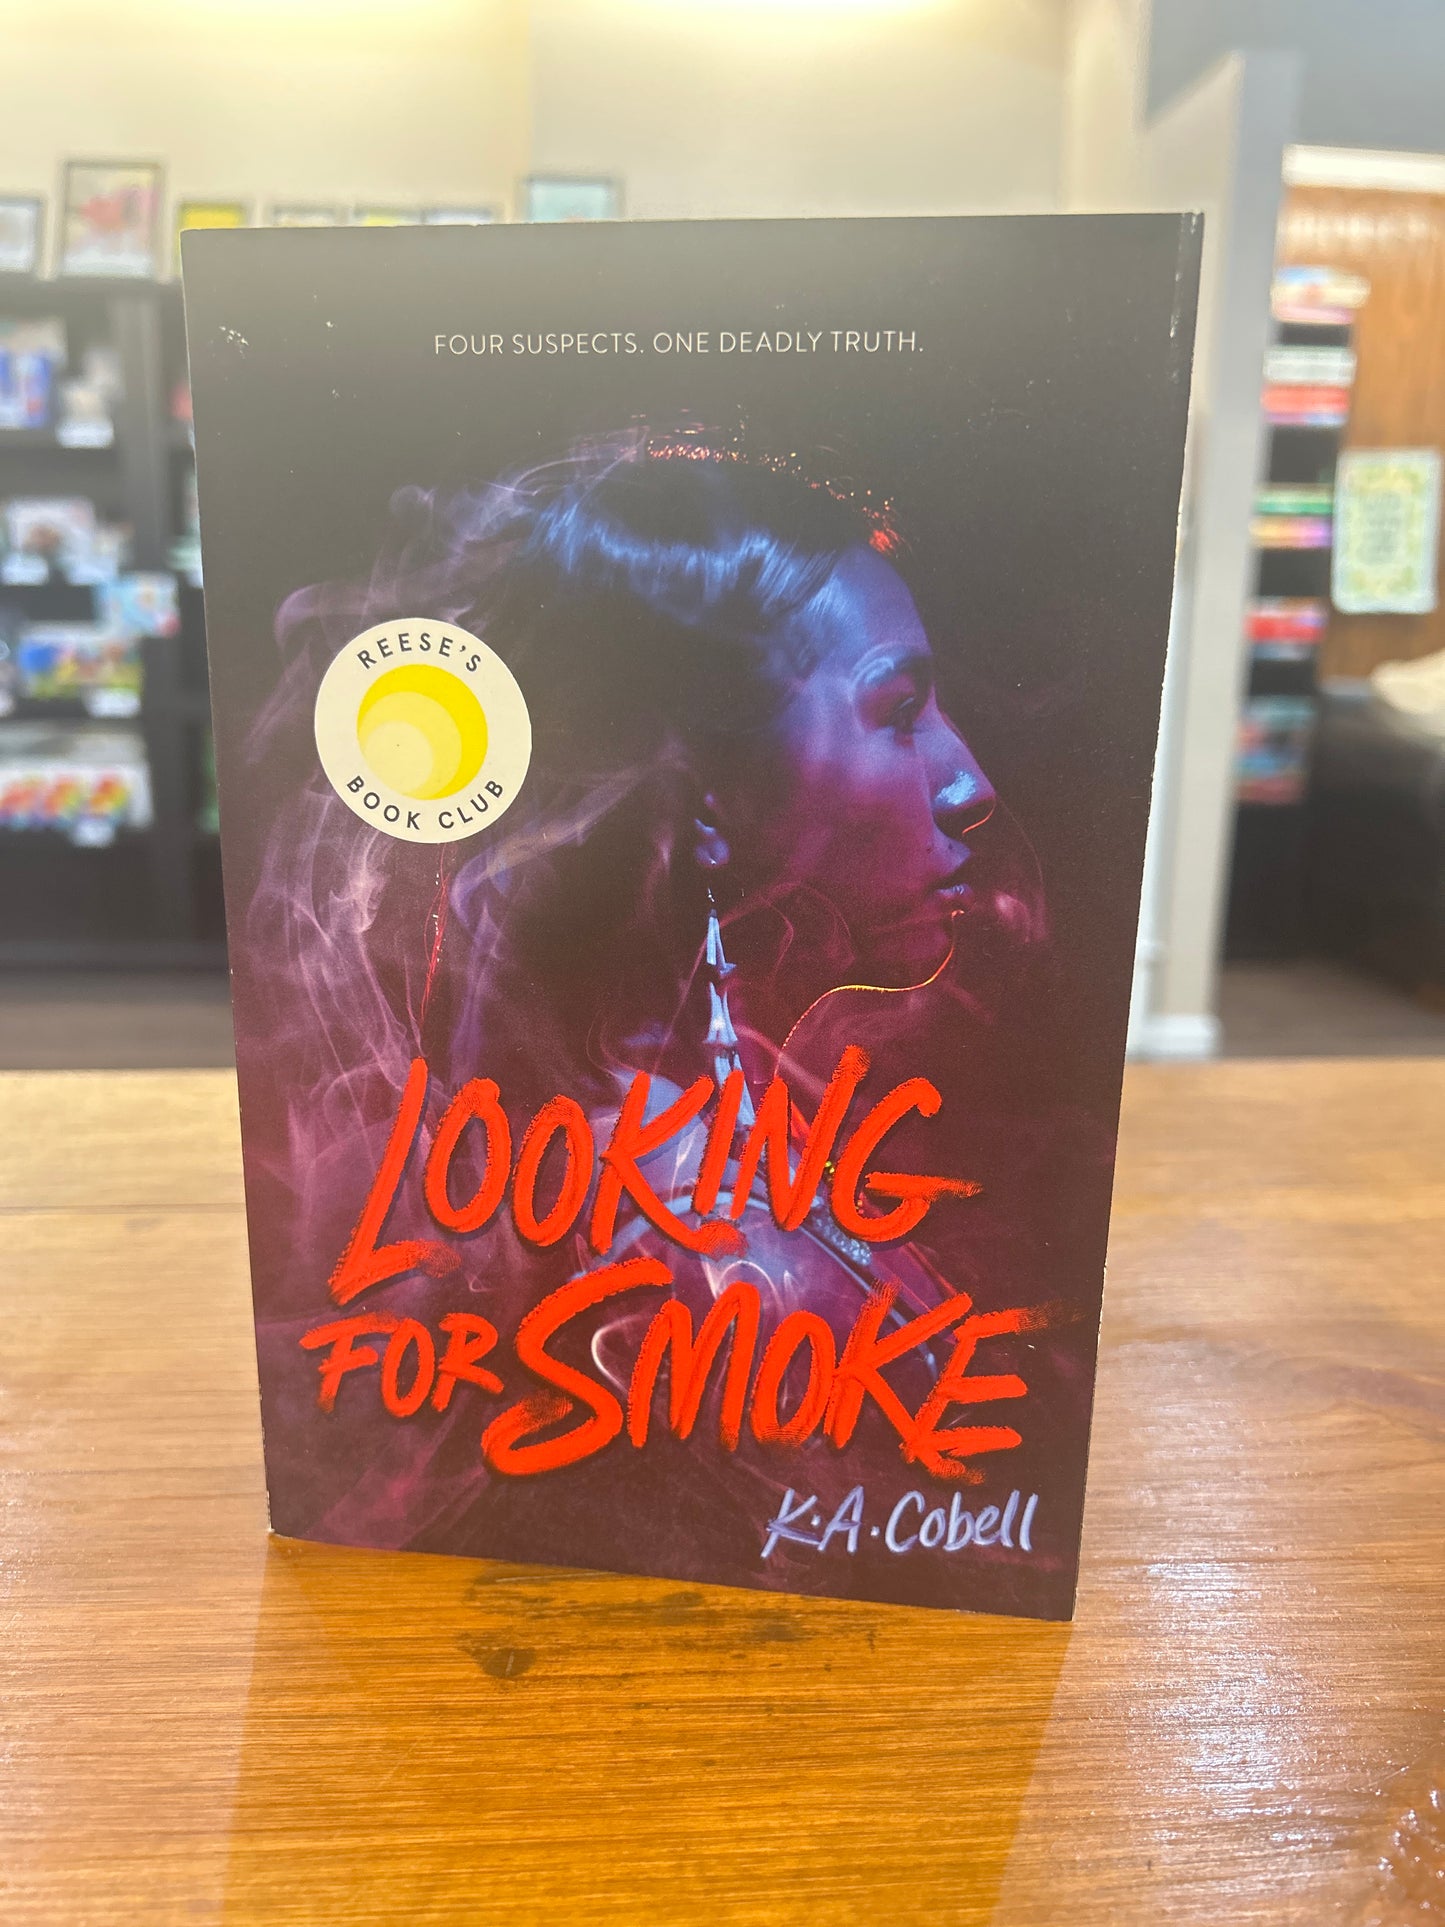 FOUR SUSPECTS. ONE DEADLY TRUTH.
REESE'S
BOOK CLUB
LOOKING
FOR SMOKE
K. A. Cobell